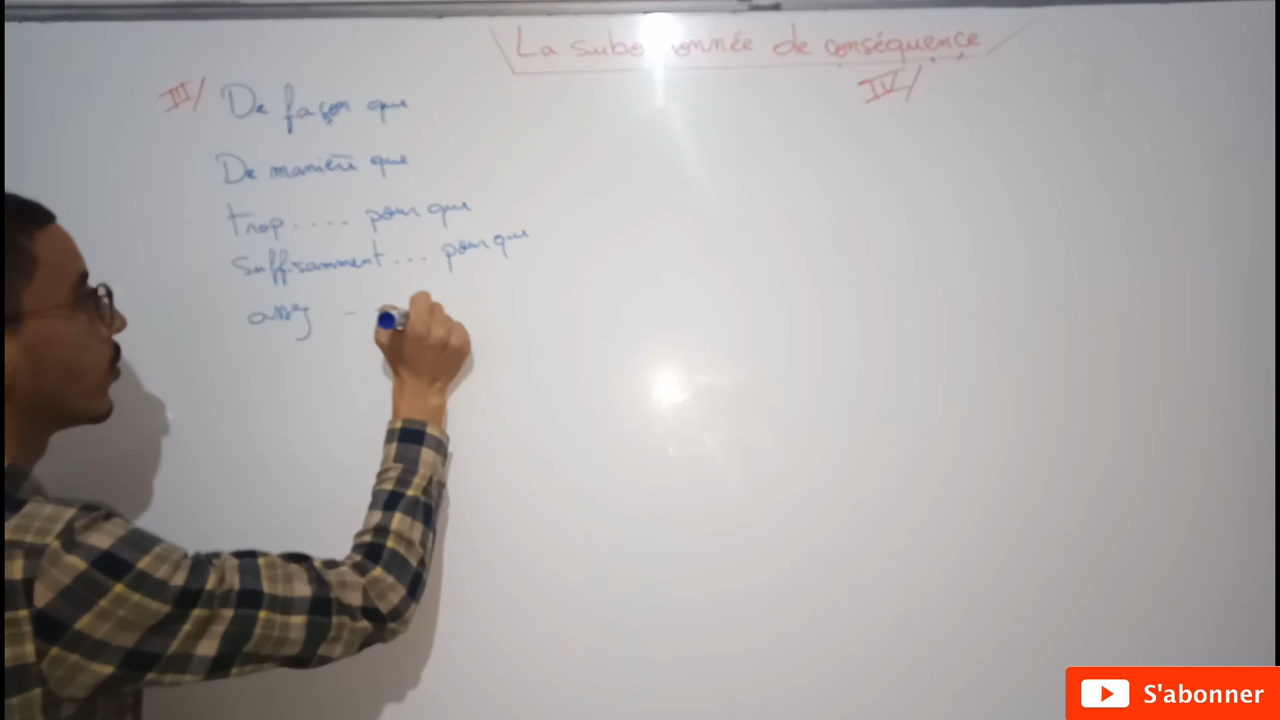 La subordonnée de conséquence
IV/
III/ De façon que
De manière que
trop.... pour que
Suffisamment... pour que
assez - -
S'abonner